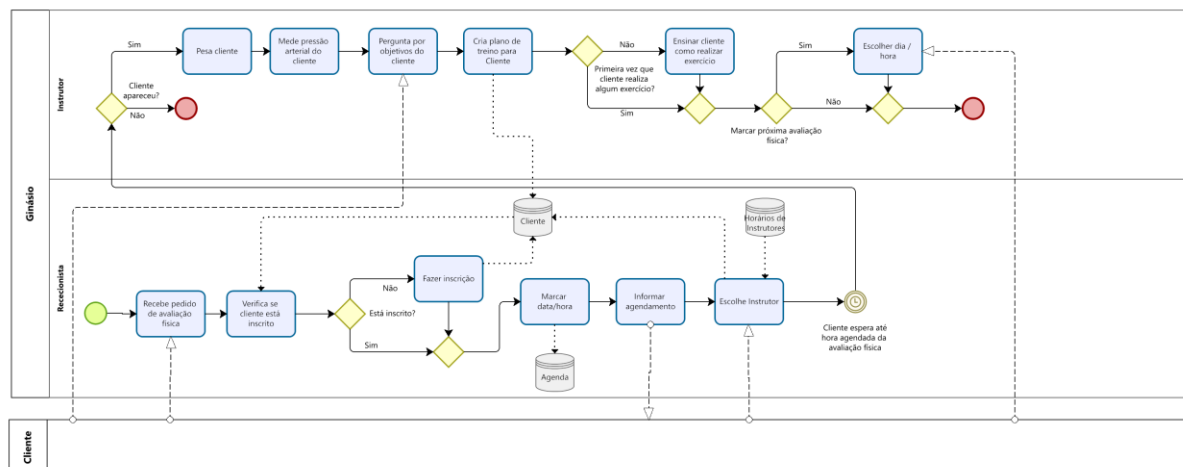 Ginásio
Instrutor
Sim
Pesa cliente
Mede pressão
arterial do
cliente
Pergunta por
objetivos do
cliente
Cria plano de
treino para
Cliente
Não
Ensinar cliente
como realizar
exercício
Sim
Escolher dia /
hora
Cliente
apareceu?
Não
Primeira vez que
cliente realiza
algum exercício?
Sim
Não
Marcar próxima avaliação
física?
Rececionista
Cliente
Horários de
Instrutores
Recebe pedido
de avaliação
física
Verifica se
cliente está
inscrito
Não
Fazer inscrição
Está inscrito?
Sim
Marcar
data/hora
Informar
agendamento
Escolhe Instrutor
Cliente espera até
hora agendada da
avaliação física
Agenda
Cliente